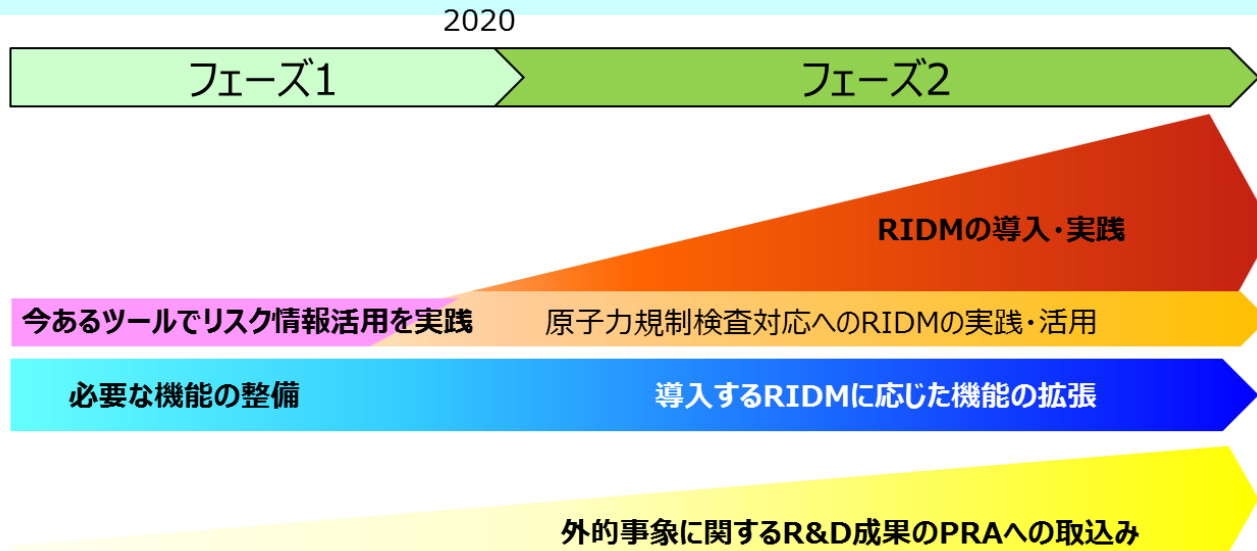 2020
フェーズ1
フェーズ2
RIDMの導入・実践
今あるツールでリスク情報活用を実践
原子力規制検査対応へのRIDMの実践・活用
必要な機能の整備
導入するRIDMに応じた機能の拡張
外的事象に関するR&D成果のPRAへの取込み